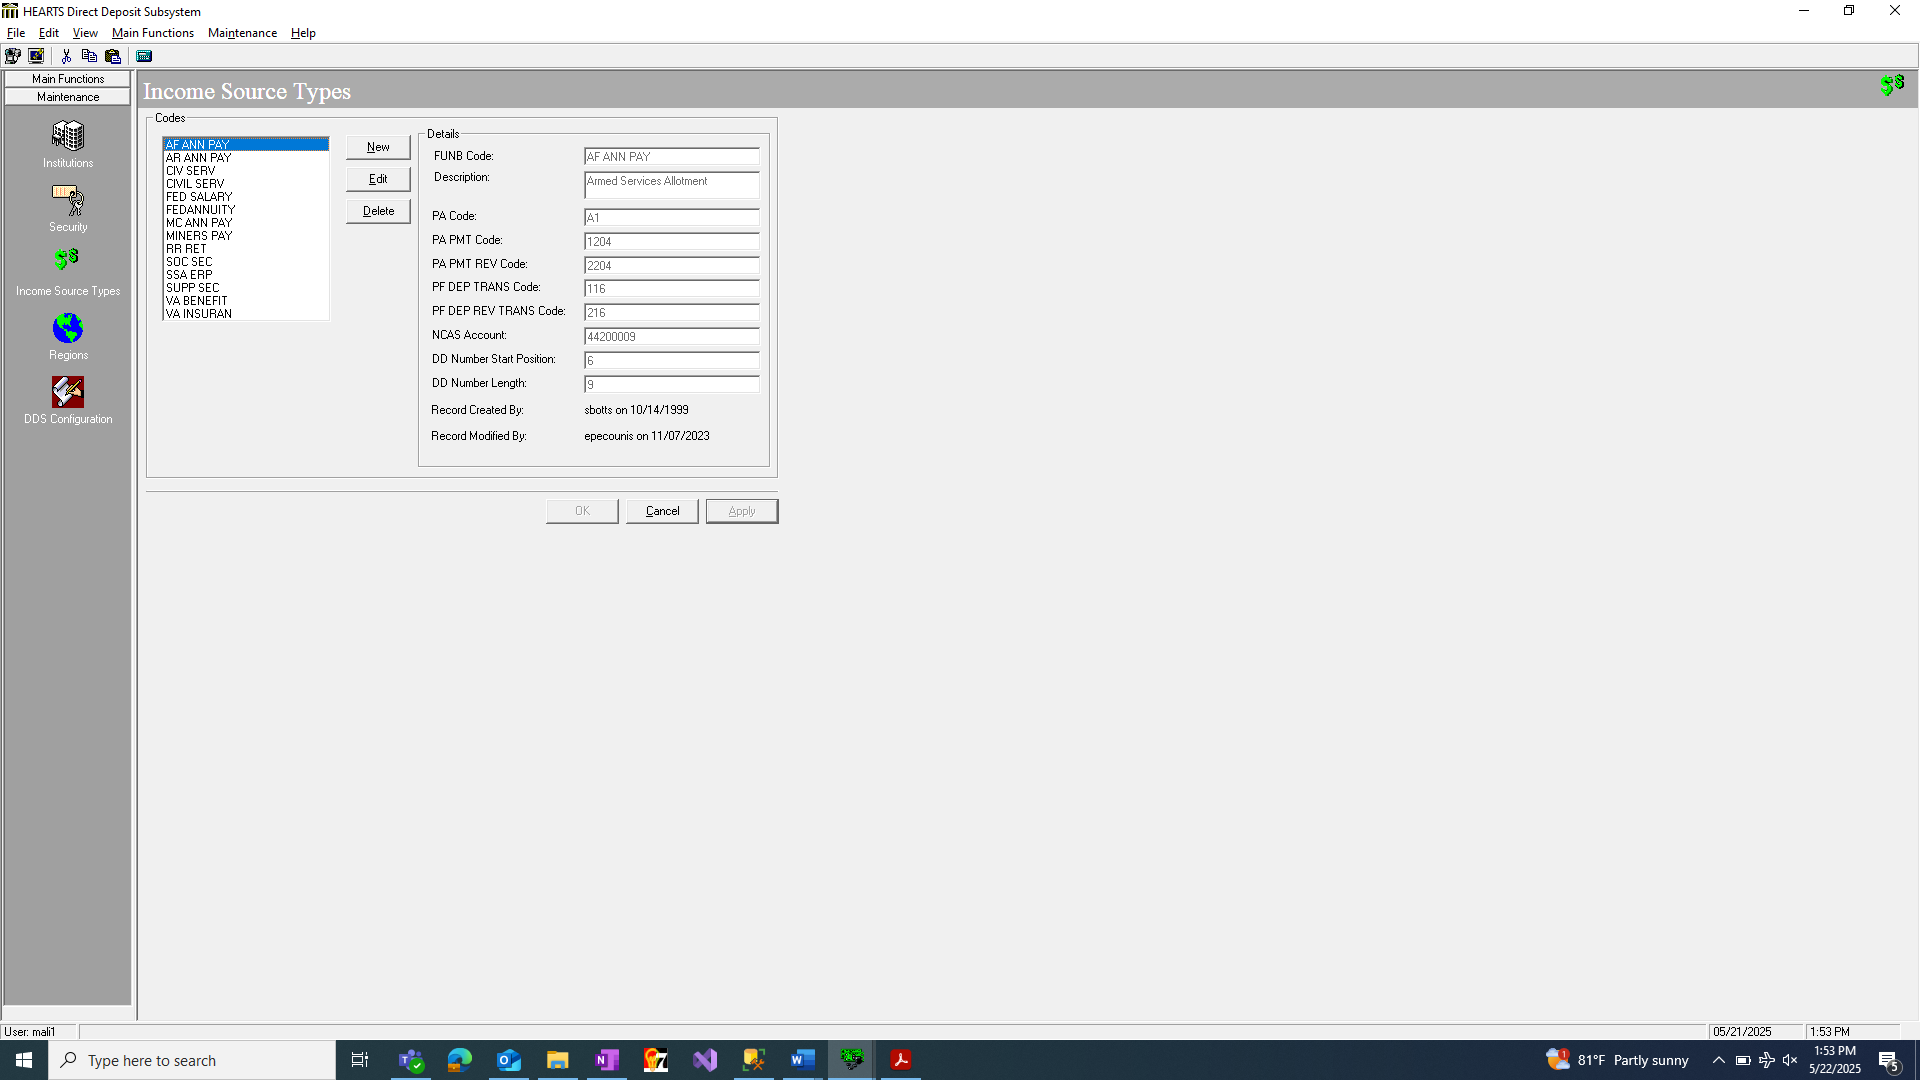 HEARTS Direct Deposit Subsystem
File Edit View Main Functions Maintenance Help
Main Functions
Maintenance
Institutions
Security
Income Source Types
Regions
DDS Configuration
Income Source Types
Codes
AF ANN PAY
AR ANN PAY
CIV SERV
CIVIL SERV
FED SALARY
FEDANNUITY
MC ANN PAY
MINERS PAY
RR RET
SOC SEC
SSA ERP
SUPP SEC
VA BENEFIT
VA INSURAN
New
Edit
Delete
Details
FUNB Code: AF ANN PAY
Description: Armed Services Allotment
PA Code: A1
PA PMT Code: 1204
PA PMT REV Code: 2204
PF DEP TRANS Code: 116
PF DEP REV TRANS Code: 216
NCAS Account: 44200009
DD Number Start Position: 6
DD Number Length: 9
Record Created By: sbotts on 10/14/1999
Record Modified By: epecounis on 11/07/2023
OK Cancel Apply
User: mali1 05/21/2025 1:53 PM
Type here to search
81°F Partly sunny
1:53 PM
5/22/2025
5